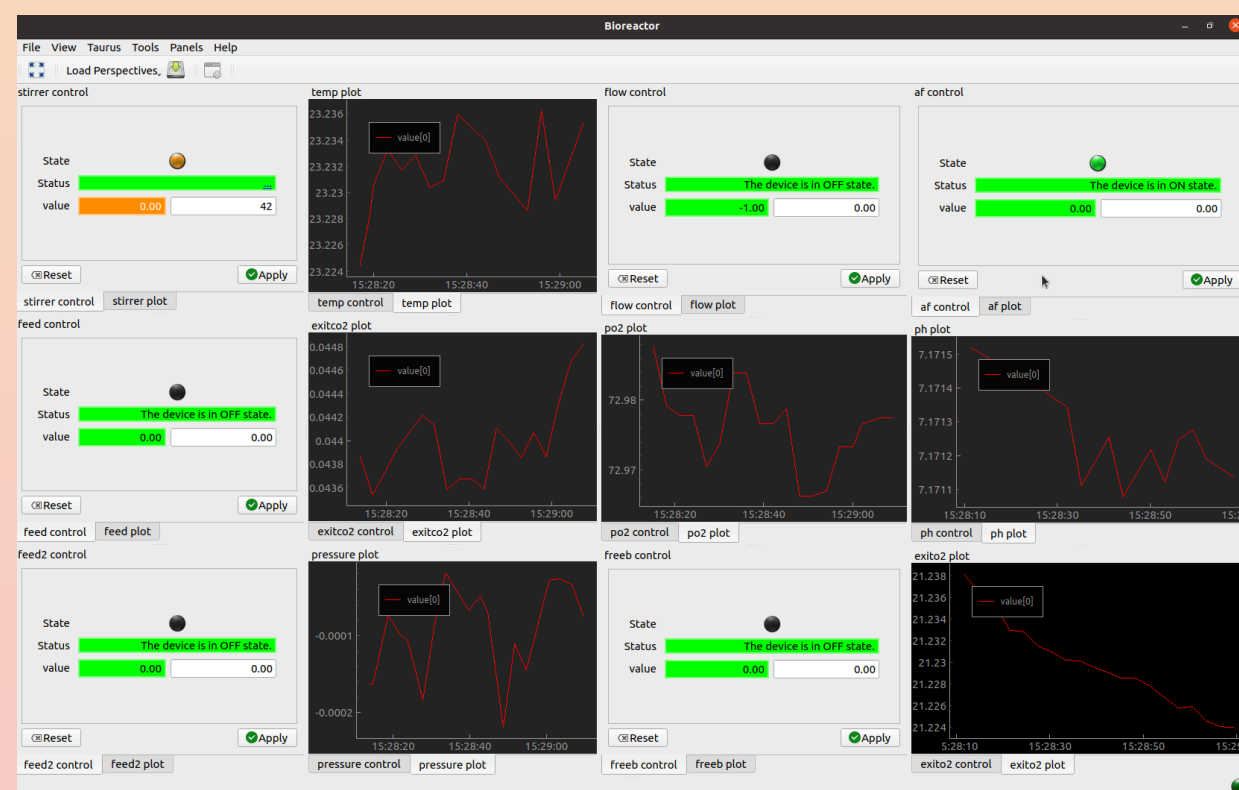 Bioreactor
File View Taurus Tools Panels Help
Load Perspectives
stirrer control
State
Status ...
value 0.00 42
Reset Apply
stirrer control stirrer plot
temp plot
value[0]
23.236
23.234
23.232
23.23
23.228
23.226
23.224
15:28:20 15:28:40 15:29:00
temp control temp plot
flow control
State
Status The device is in OFF state.
value -1.00 0.00
Reset Apply
flow control flow plot
af control
State
Status The device is in ON state.
value 0.00 0.00
Reset Apply
af control af plot
feed control
State
Status The device is in OFF state.
value 0.00 0.00
Reset Apply
feed control feed plot
exitco2 plot
value[0]
0.0448
0.0446
0.0444
0.0442
0.044
0.0438
0.0436
15:28:20 15:28:40 15:29:00
exitco2 control exitco2 plot
po2 plot
value[0]
72.98
72.97
15:28:20 15:28:40 15:29:00
po2 control po2 plot
ph plot
value[0]
7.1715
7.1714
7.1713
7.1712
7.1711
15:28:10 15:28:30 15:28:50
ph control ph plot
feed2 control
State
Status The device is in OFF state.
value 0.00 0.00
Reset Apply
feed2 control feed2 plot
pressure plot
value[0]
-0.0001
-0.0002
15:28:20 15:28:40 15:29:00
pressure control pressure plot
freeb control
State
Status The device is in OFF state.
value 0.00 0.00
Reset Apply
freeb control freeb plot
exito2 plot
value[0]
21.238
21.236
21.234
21.232
21.23
21.228
21.226
21.224
5:28:10 15:28:30 15:28:50
exito2 control exito2 plot